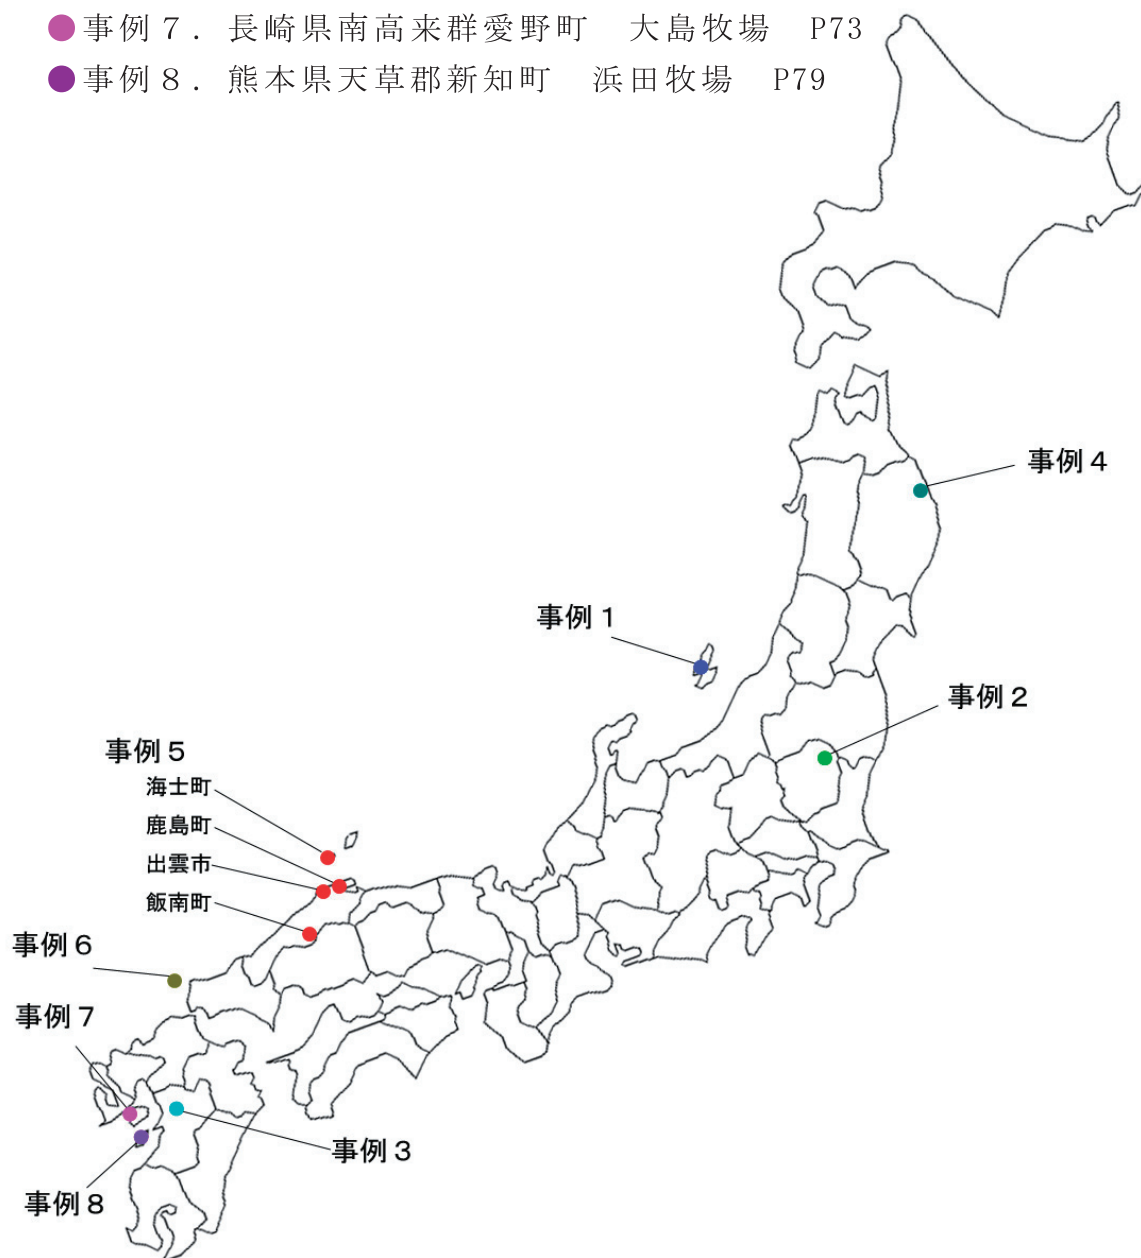 事例７．長崎県南高来群愛野町　大島牧場　P73
事例８．熊本県天草郡新知町　浜田牧場　P79
事例４
事例１
事例２
事例５
海士町
鹿島町
出雲市
飯南町
事例６
事例７
事例３
事例８